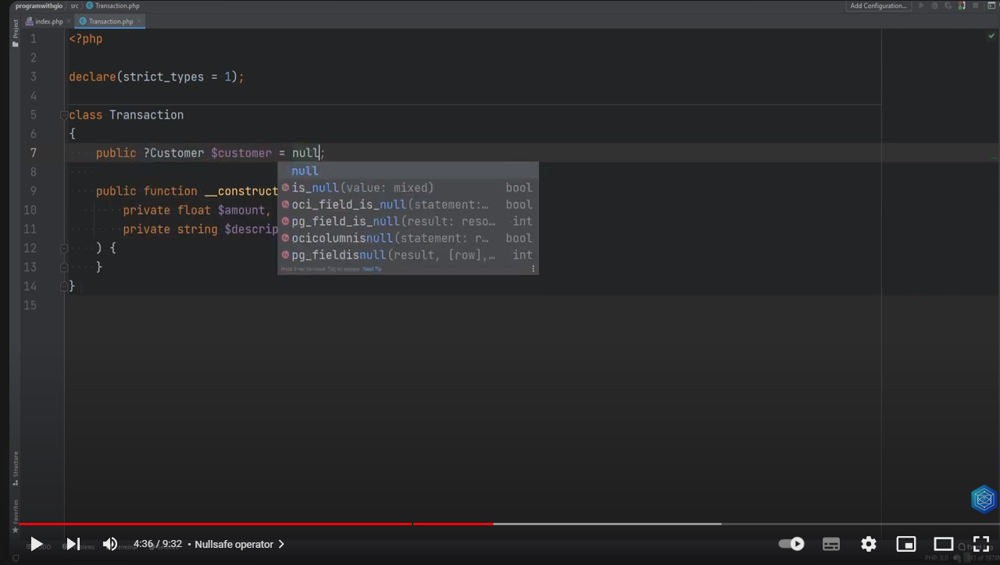 programwithgio src Transaction.php Add Configuration...
index.php Transaction.php
Project
1 <?php
2
3 declare(strict_types = 1);
4
5 class Transaction
6 {
7 public ?Customer $customer = null;
null
8
is_null(value: mixed) bool
9 public function __construct
oci_field_is_null(statement:… bool
10 private float $amount,
pg_field_is_null(result: reso… int
11 private string $descrip
ocicolumnisnull(statement: r… bool
12 ) {
pg_fieldisnull(result, [row],… int
13 }
Next Tip
14 }
15
Structure
Favorites
4:36 / 9:32 • Nullsafe operator
PHP: 8.0